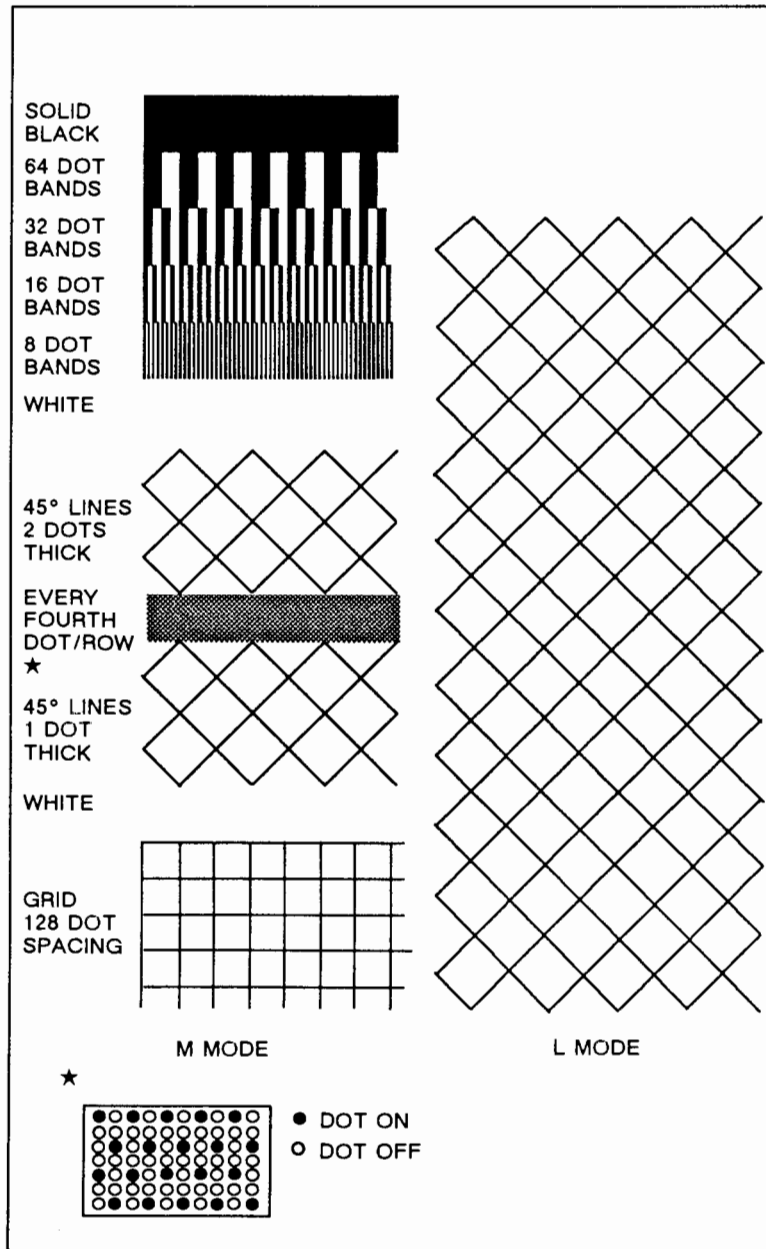 SOLID
BLACK
64 DOT
BANDS
32 DOT
BANDS
16 DOT
BANDS
8 DOT
BANDS
WHITE
45° LINES
2 DOTS
THICK
EVERY
FOURTH
DOT/ROW
★
45° LINES
1 DOT
THICK
WHITE
GRID
128 DOT
SPACING
M MODE
L MODE
★
● DOT ON
○ DOT OFF